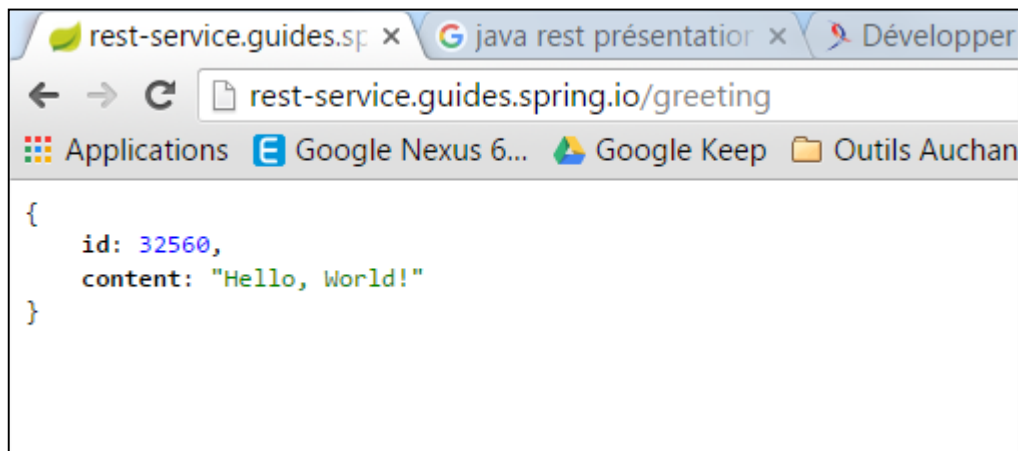 rest-service.guides.sp java rest présentation Développer
rest-service.guides.spring.io/greeting
Applications Google Nexus 6... Google Keep Outils Auchan
{
id: 32560,
content: "Hello, World!"
}